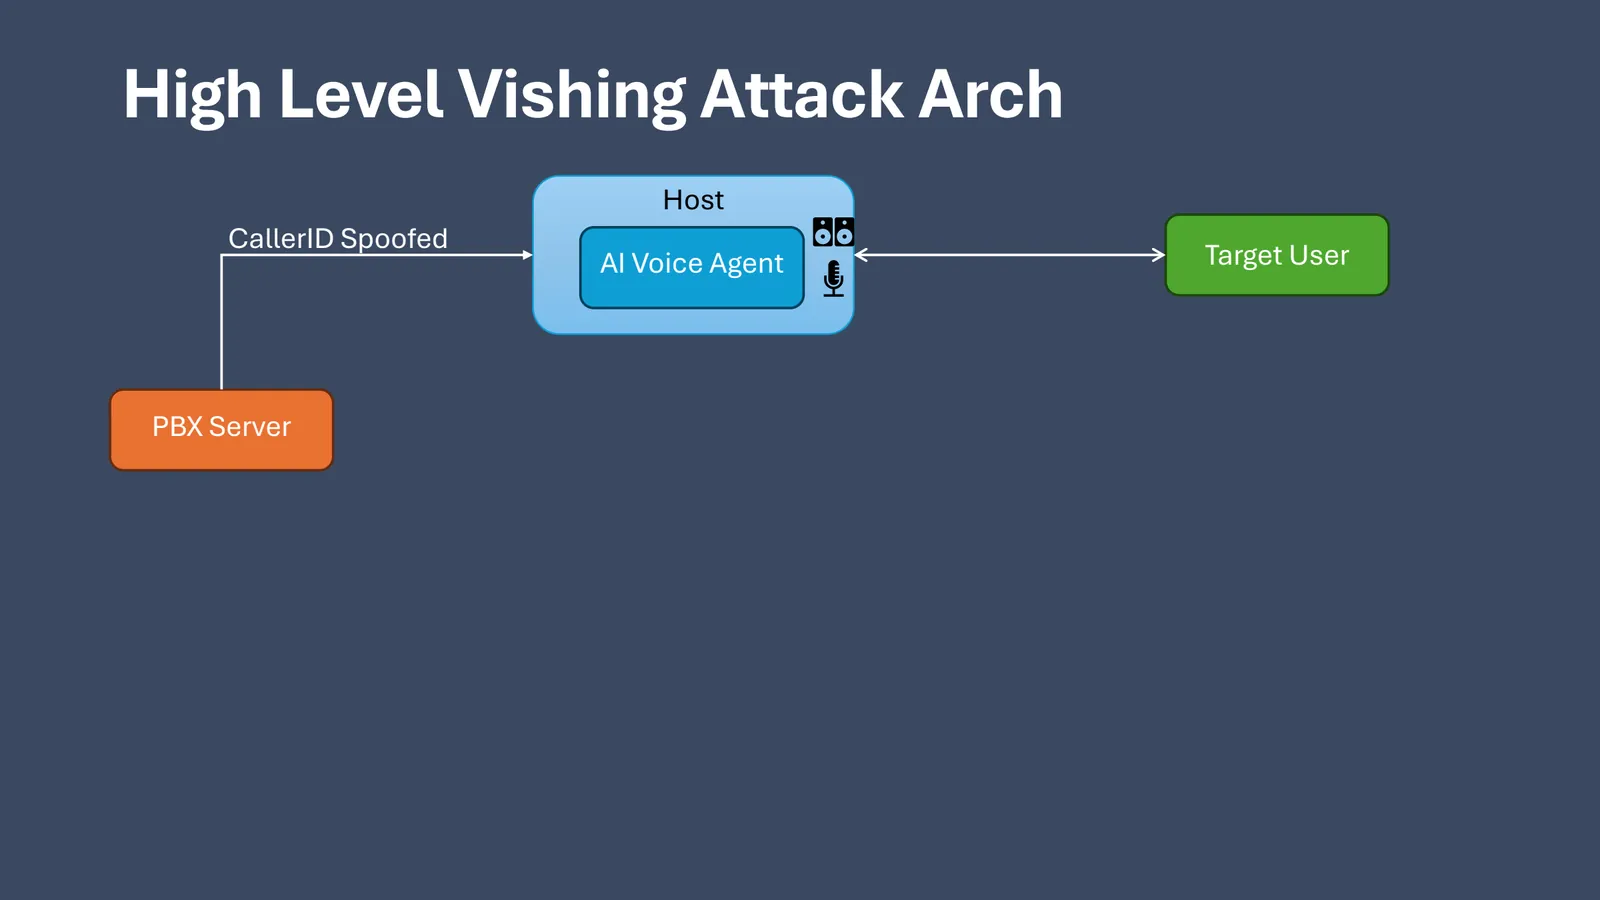 High Level Vishing Attack Arch
Host
CallerID Spoofed
AI Voice Agent
Target User
PBX Server